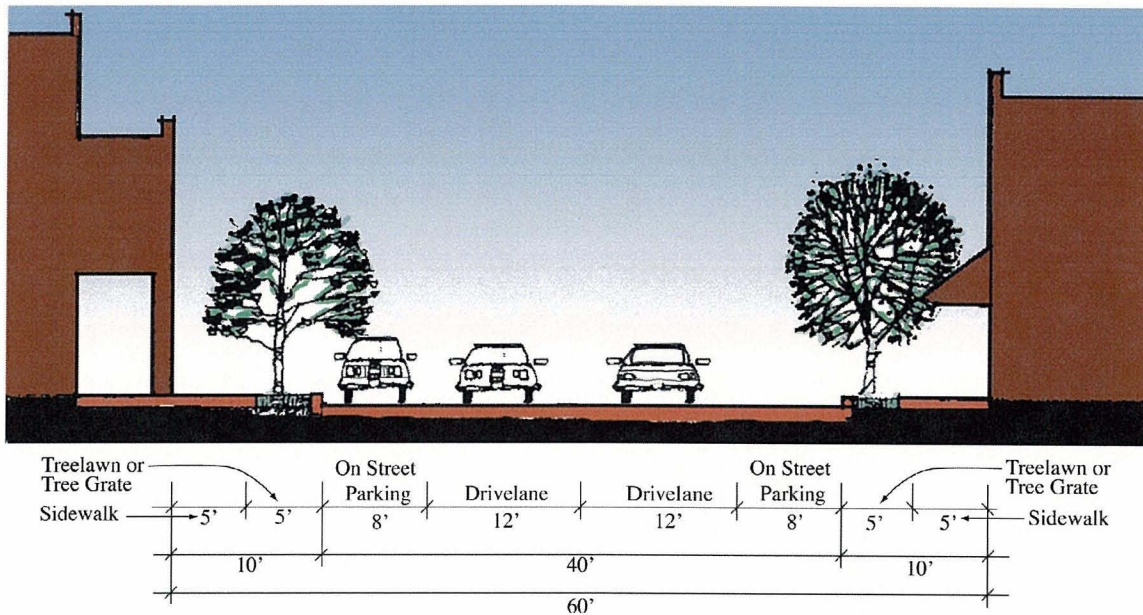 Treelawn or
Tree Grate
Sidewalk
5'
5'
On Street
Parking
8'
Drivelane
12'
Drivelane
12'
On Street
Parking
8'
5'
5'
Treelawn or
Tree Grate
Sidewalk
10'
40'
10'
60'